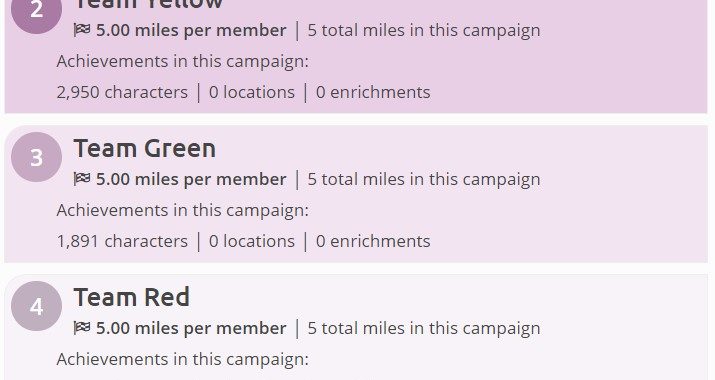 2
Team Yellow
5.00 miles per member | 5 total miles in this campaign
Achievements in this campaign:
2,950 characters | 0 locations | 0 enrichments
3
Team Green
5.00 miles per member | 5 total miles in this campaign
Achievements in this campaign:
1,891 characters | 0 locations | 0 enrichments
4
Team Red
5.00 miles per member | 5 total miles in this campaign
Achievements in this campaign: